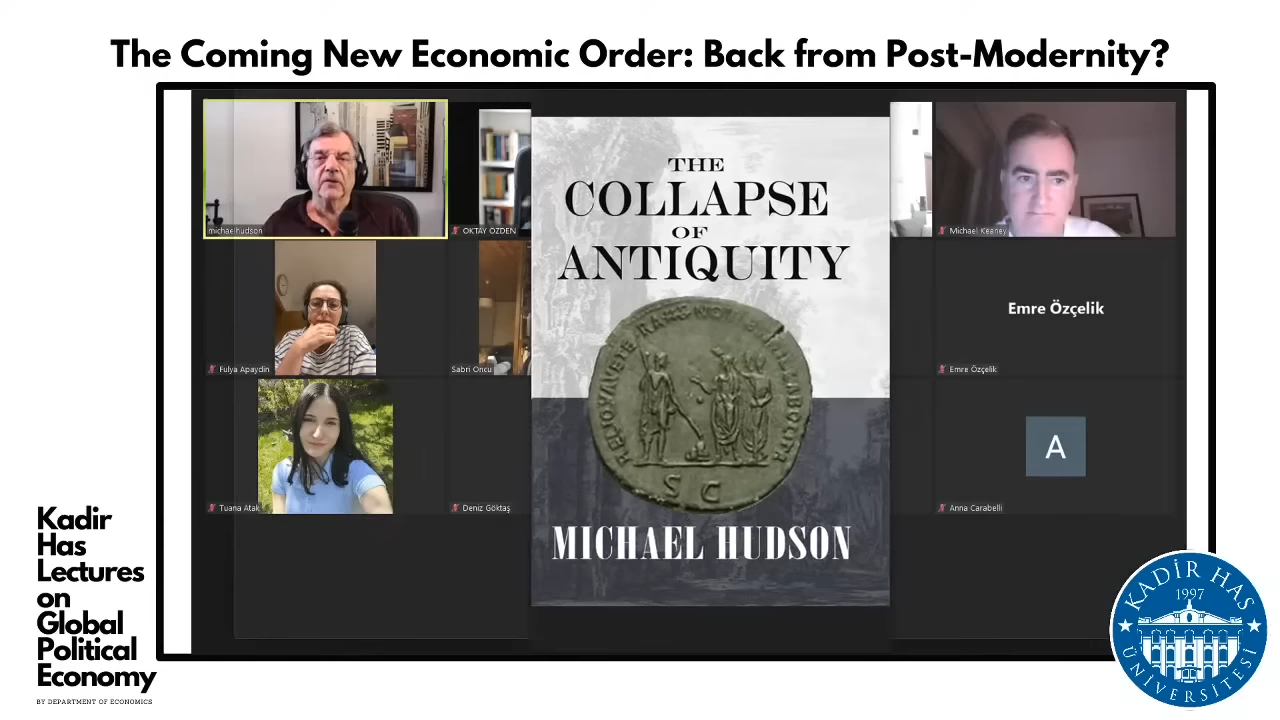 The Coming New Economic Order: Back from Post-Modernity?
michaelhudson
OKTAY ÖZDEN
Michael Keaney
THE
COLLAPSE
OF
ANTIQUITY
S C
MICHAEL HUDSON
Fulya Apaydin
Sabri Oncu
Emre Özçelik
Emre Özçelik
Tuana Atak
Deniz Göktaş
A
Anna Carabelli
Kadir
Has
Lectures
on
Global
Political
Economy
BY DEPARTMENT OF ECONOMICS
KADİR HAS
1997
ÜNİVERSİTESİ